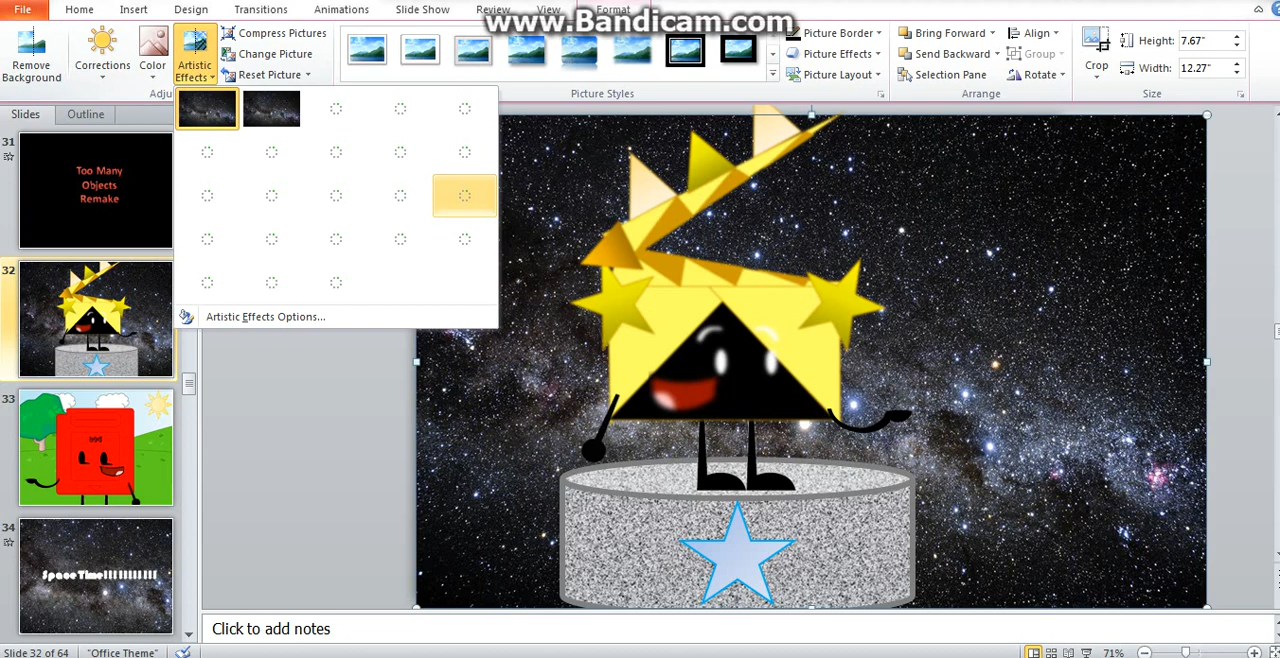 www.Bandicam.com
File Home Insert Design Transitions Animations Slide Show Review View Format
Remove Background
Corrections
Color
Artistic Effects
Compress Pictures
Change Picture
Reset Picture
Picture Border
Picture Effects
Picture Layout
Bring Forward
Send Backward
Selection Pane
Align
Group
Rotate
Crop
Height: 7.67"
Width: 12.27"
Adju
Picture Styles
Arrange
Size
Slides Outline
31
Too Many
Objects
Remake
32
33
34
Space Time!!!!!!!!!!!
Artistic Effects Options...
Click to add notes
Slide 32 of 64 "Office Theme" 71%